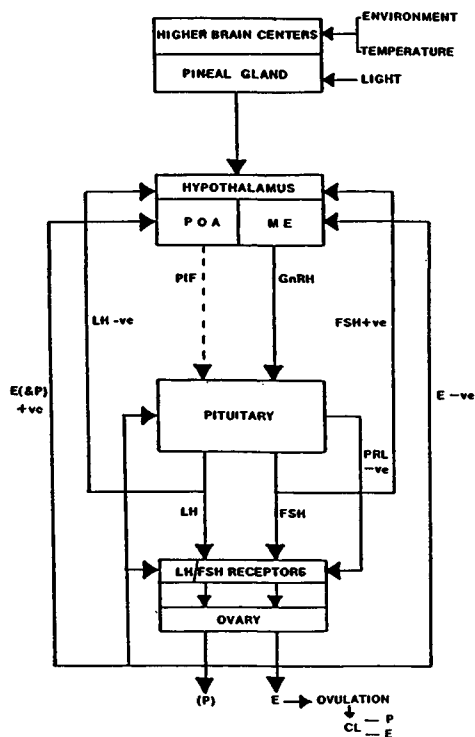 HIGHER BRAIN CENTERS
ENVIRONMENT
TEMPERATURE
PINEAL GLAND
LIGHT
HYPOTHALAMUS
POA
ME
PIF
GnRH
LH -ve
FSH+ve
E(&P)
+ve
E -ve
PITUITARY
PRL
-ve
LH
FSH
LH/FSH RECEPTORS
OVARY
(P)
E
OVULATION
CL
P
E